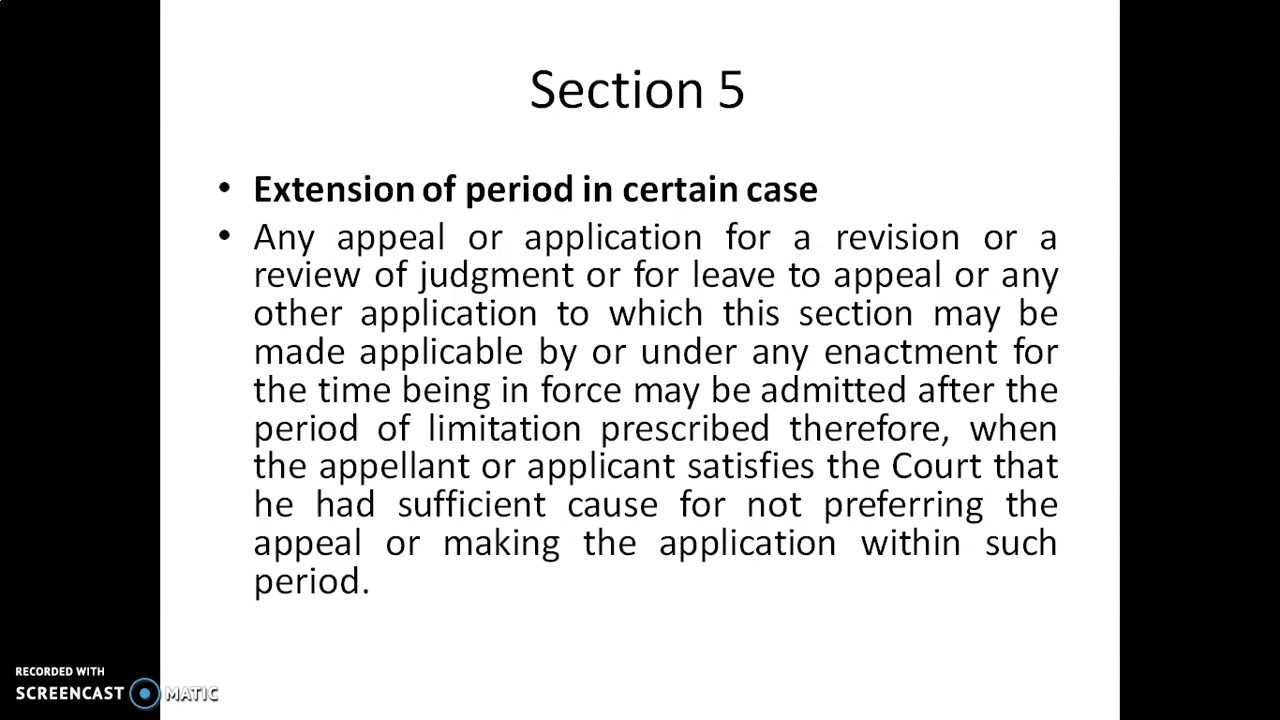 Section 5
• Extension of period in certain case
• Any appeal or application for a revision or a
review of judgment or for leave to appeal or any
other application to which this section may be
made applicable by or under any enactment for
the time being in force may be admitted after the
period of limitation prescribed therefore, when
the appellant or applicant satisfies the Court that
he had sufficient cause for not preferring the
appeal or making the application within such
period.
RECORDED WITH
SCREENCAST MATIC